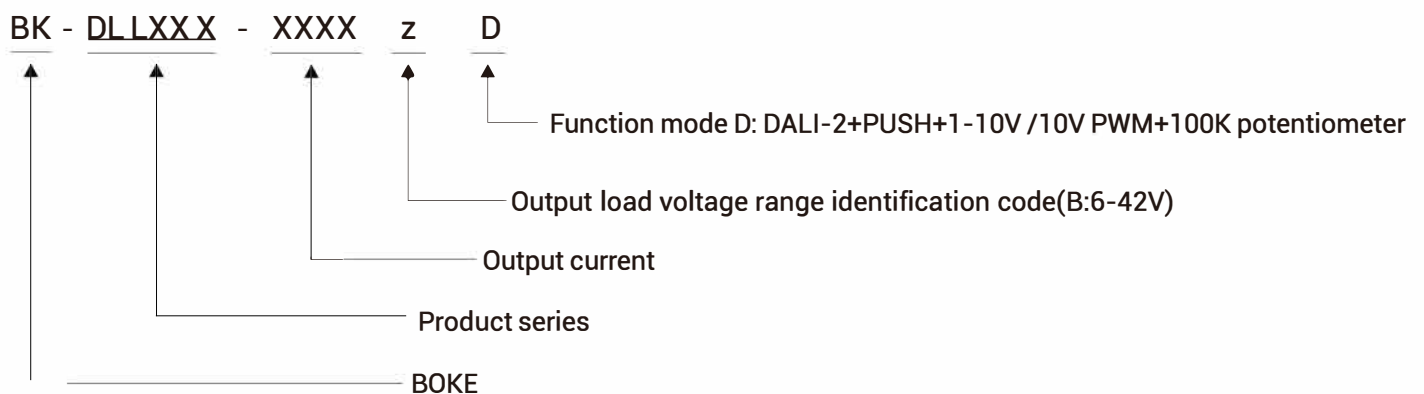 BK - DLLXXX - XXXX z D
Function mode D: DALI-2+PUSH+1-10V /10V PWM+100K potentiometer
Output load voltage range identification code(B:6-42V)
Output current
Product series
BOKE